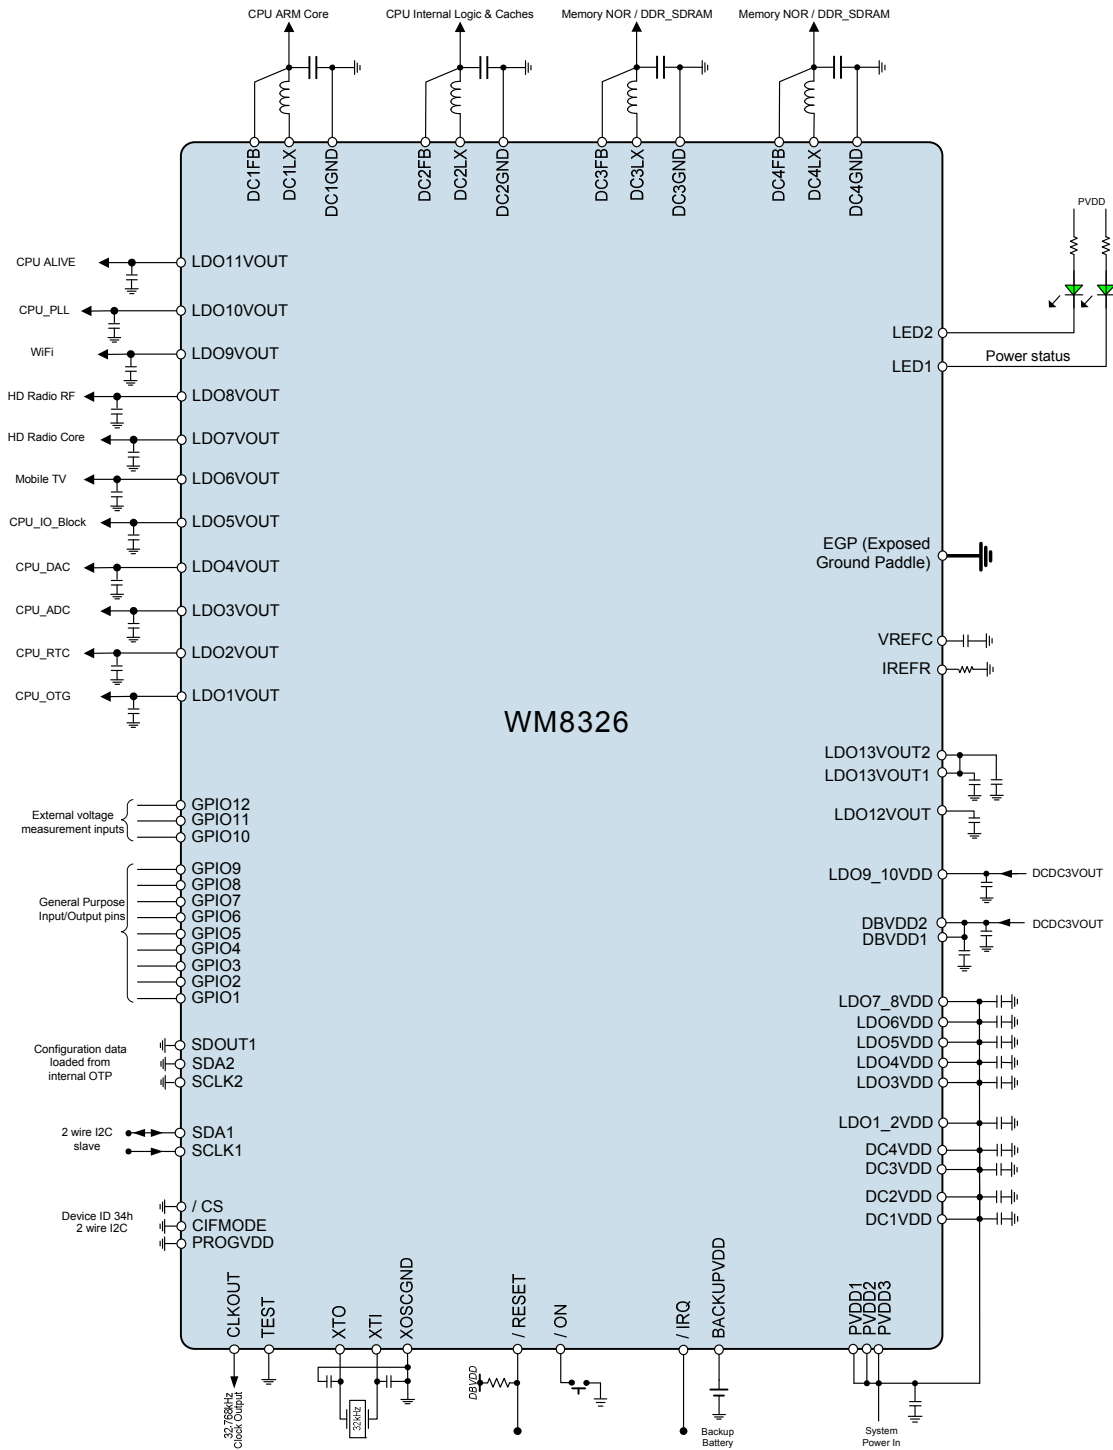 CPU ARM Core
CPU Internal Logic & Caches
Memory NOR / DDR_SDRAM
Memory NOR / DDR_SDRAM
DC1FB
DC1LX
DC1GND
DC2FB
DC2LX
DC2GND
DC3FB
DC3LX
DC3GND
DC4FB
DC4LX
DC4GND
PVDD
CPU ALIVE
LDO11VOUT
CPU_PLL
LDO10VOUT
WiFi
LDO9VOUT
HD Radio RF
LDO8VOUT
HD Radio Core
LDO7VOUT
Mobile TV
LDO6VOUT
CPU_IO_Block
LDO5VOUT
CPU_DAC
LDO4VOUT
CPU_ADC
LDO3VOUT
CPU_RTC
LDO2VOUT
CPU_OTG
LDO1VOUT
LED2
LED1
Power status
EGP (Exposed
Ground Paddle)
VREFC
IREFR
WM8326
LDO13VOUT2
LDO13VOUT1
LDO12VOUT
LDO9_10VDD
DCDC3VOUT
DBVDD2
DBVDD1
DCDC3VOUT
LDO7_8VDD
LDO6VDD
LDO5VDD
LDO4VDD
LDO3VDD
LDO1_2VDD
DC4VDD
DC3VDD
DC2VDD
DC1VDD
External voltage
measurement inputs
GPIO12
GPIO11
GPIO10
General Purpose
Input/Output pins
GPIO9
GPIO8
GPIO7
GPIO6
GPIO5
GPIO4
GPIO3
GPIO2
GPIO1
Configuration data
loaded from
internal OTP
SDOUT1
SDA2
SCLK2
2 wire I2C
slave
SDA1
SCLK1
Device ID 34h
2 wire I2C
/ CS
CIFMODE
PROGVDD
CLKOUT
TEST
XTO
XTI
XOSCGND
/ RESET
/ ON
/ IRQ
BACKUPVDD
PVDD1
PVDD2
PVDD3
32.768kHz
Clock Output
32kHz
DBVDD
Backup
Battery
System
Power In